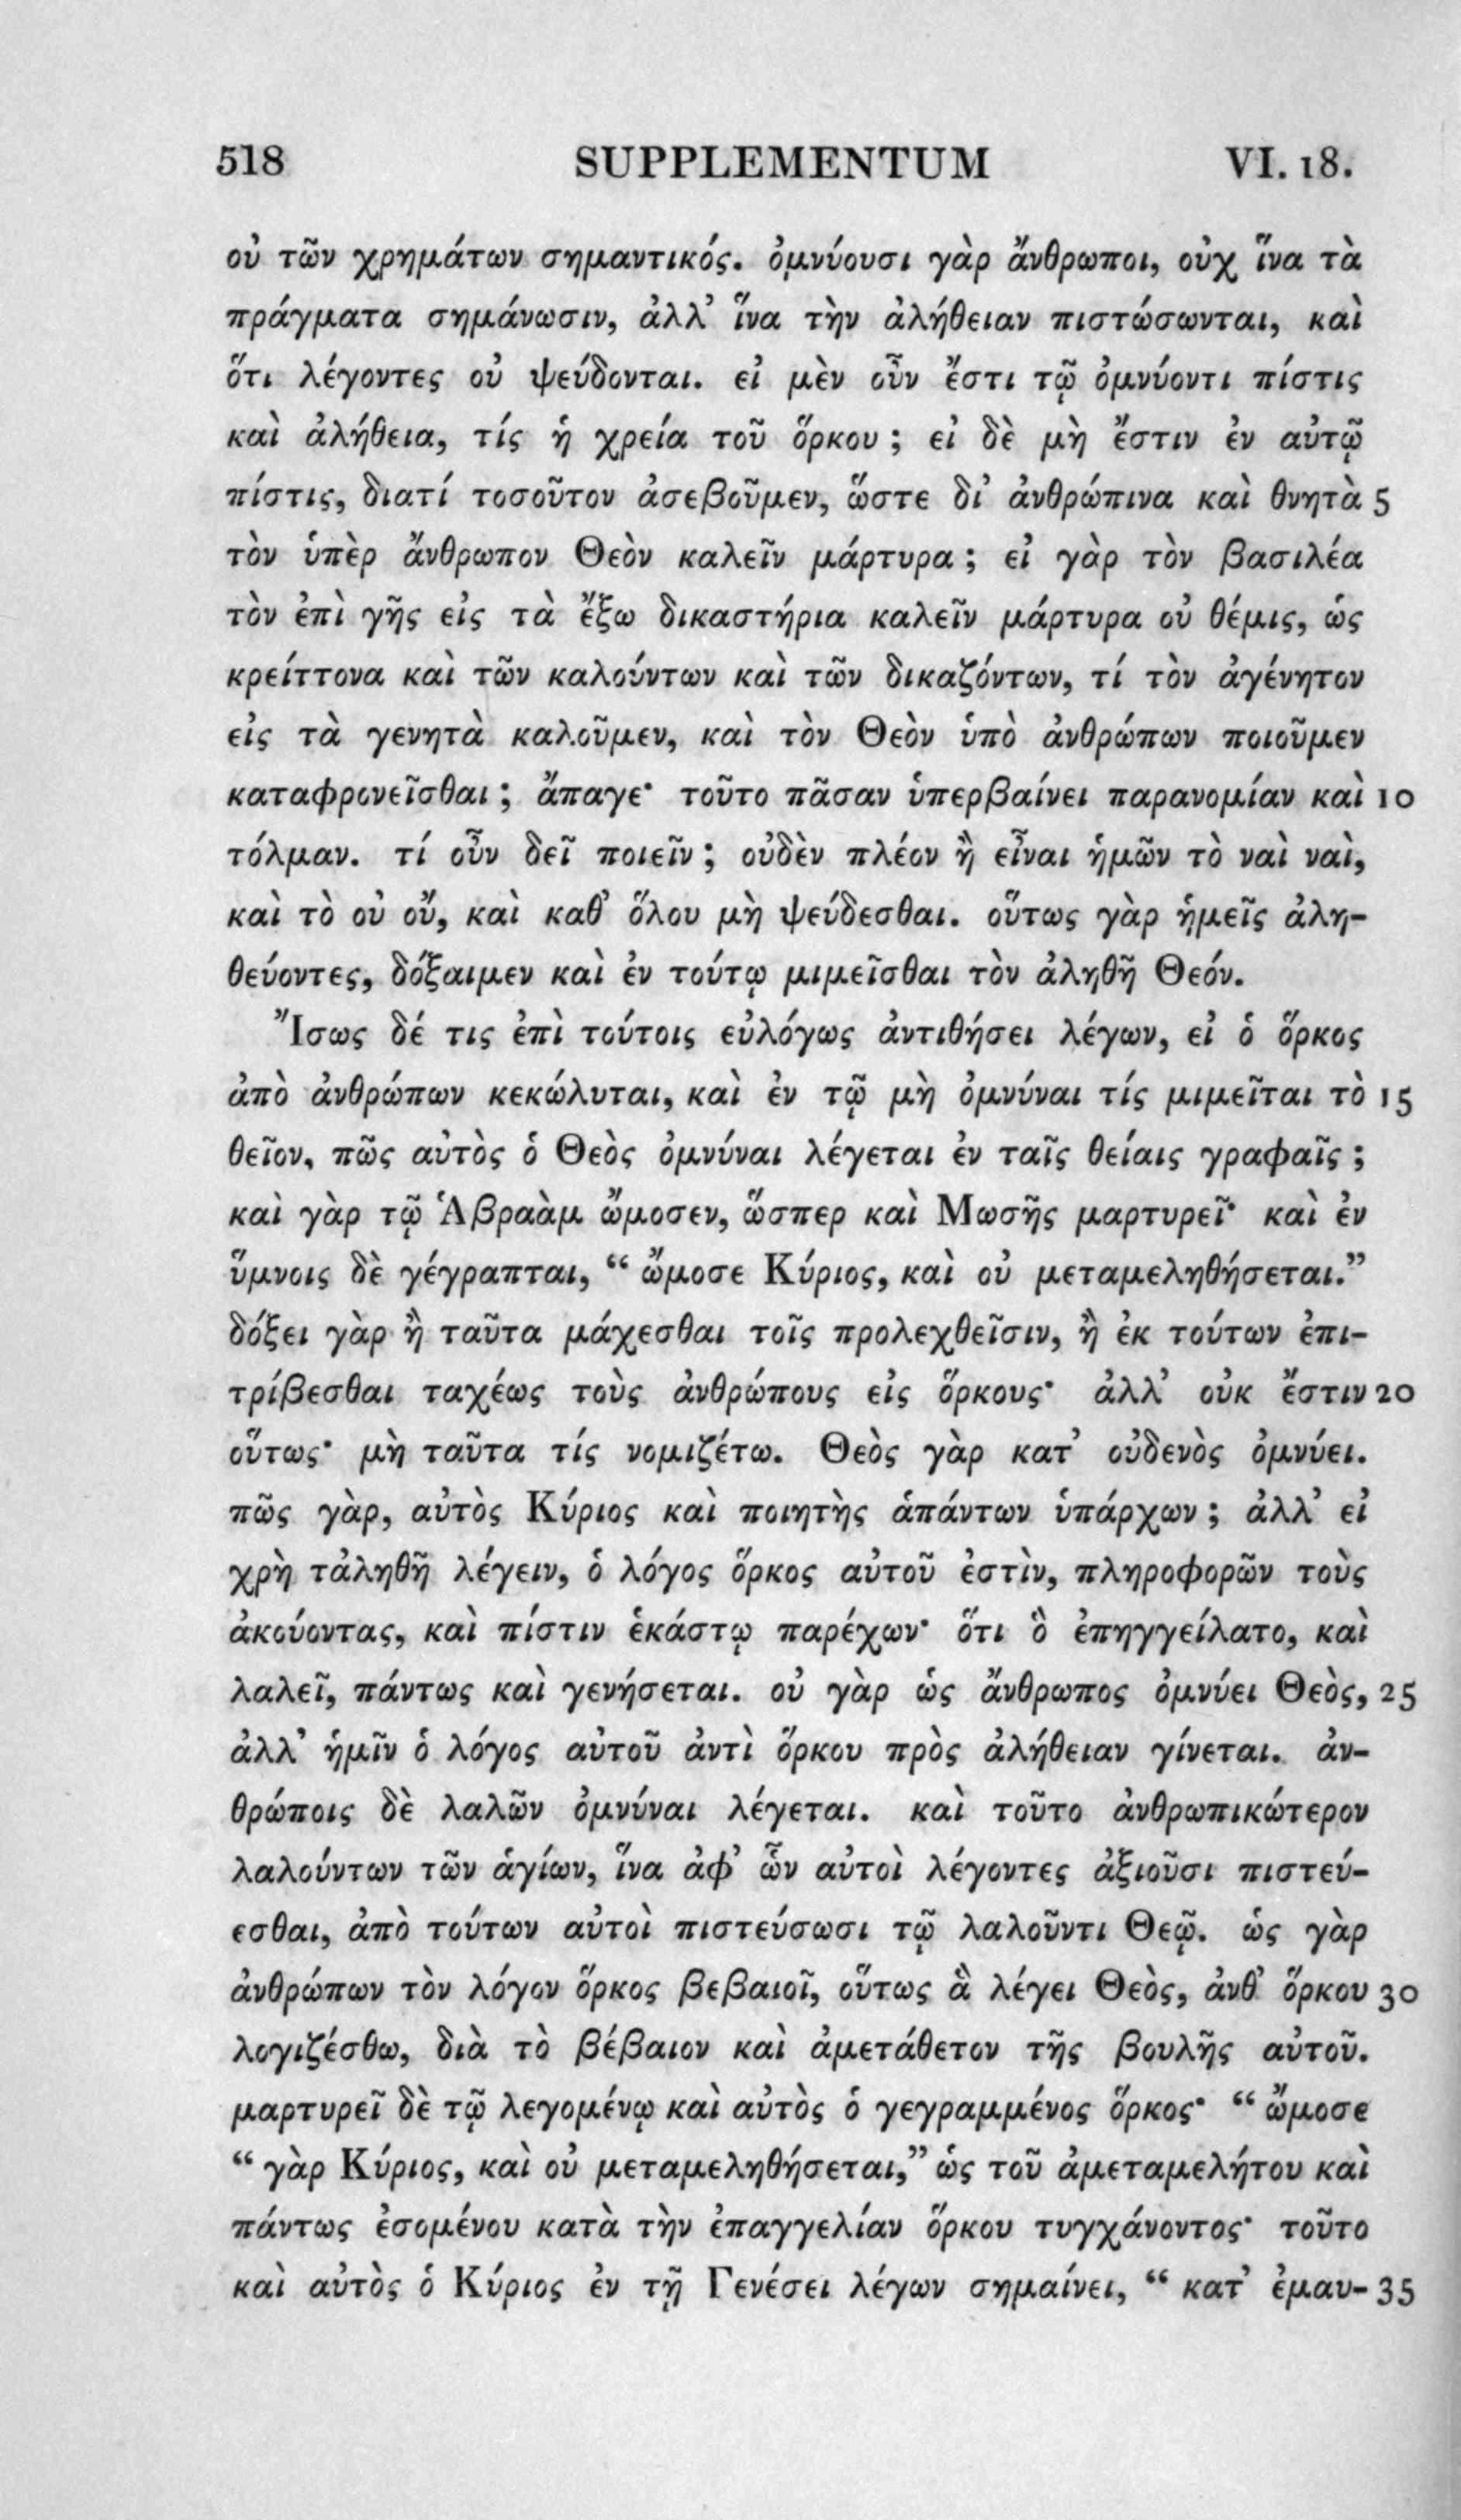 518 SUPPLEMENTUM VI. 18.
οὐ τῶν χρημάτων σημαντικός. ὀμνύουσι γὰρ ἄνθρωποι, οὐχ ἵνα τὰ
πράγματα σημάνωσιν, ἀλλ᾽ ἵνα τὴν ἀλήθειαν πιστώσωνται, καὶ
ὅτι λέγοντες οὐ ψεύδονται. εἰ μὲν οὖν ἔστι τῷ ὀμνύοντι πίστις
καὶ ἀλήθεια, τίς ἡ χρεία τοῦ ὅρκου ; εἰ δὲ μὴ ἔστιν ἐν αὐτῷ
πίστις, διατί τοσοῦτον ἀσεβοῦμεν, ὥστε δι᾽ ἀνθρώπινα καὶ θνητὰ 5
τὸν ὑπὲρ ἄνθρωπον Θεὸν καλεῖν μάρτυρα ; εἰ γὰρ τὸν βασιλέα
τὸν ἐπὶ γῆς εἰς τὰ ἔξω δικαστήρια καλεῖν μάρτυρα οὐ θέμις, ὡς
κρείττονα καὶ τῶν καλούντων καὶ τῶν δικαζόντων, τί τὸν ἀγένητον
εἰς τὰ γενητὰ καλοῦμεν, καὶ τὸν Θεὸν ὑπὸ ἀνθρώπων ποιοῦμεν
καταφρονεῖσθαι ; ἄπαγε· τοῦτο πᾶσαν ὑπερβαίνει παρανομίαν καὶ 10
τόλμαν. τί οὖν δεῖ ποιεῖν ; οὐδὲν πλέον ἢ εἶναι ἡμῶν τὸ ναὶ ναὶ,
καὶ τὸ οὐ οὔ, καὶ καθ᾽ ὅλου μὴ ψεύδεσθαι. οὕτως γὰρ ἡμεῖς ἀλη-
θεύοντες, δόξαιμεν καὶ ἐν τούτῳ μιμεῖσθαι τὸν ἀληθῆ Θεόν.
Ἴσως δέ τις ἐπὶ τούτοις εὐλόγως ἀντιθήσει λέγων, εἰ ὁ ὅρκος
ἀπὸ ἀνθρώπων κεκώλυται, καὶ ἐν τῷ μὴ ὀμνύναι τίς μιμεῖται τὸ 15
θεῖον, πῶς αὐτὸς ὁ Θεὸς ὀμνύναι λέγεται ἐν ταῖς θείαις γραφαῖς ;
καὶ γὰρ τῷ Ἁβραὰμ ὤμοσεν, ὥσπερ καὶ Μωσῆς μαρτυρεῖ· καὶ ἐν
ὕμνοις δὲ γέγραπται, “ ὤμοσε Κύριος, καὶ οὐ μεταμεληθήσεται.”
δόξει γὰρ ἢ ταῦτα μάχεσθαι τοῖς προλεχθεῖσιν, ἢ ἐκ τούτων ἐπι-
τρίβεσθαι ταχέως τοὺς ἀνθρώπους εἰς ὅρκους· ἀλλ᾽ οὐκ ἔστιν 20
οὕτως· μὴ ταῦτα τίς νομιζέτω. Θεὸς γὰρ κατ᾽ οὐδενὸς ὀμνύει.
πῶς γὰρ, αὐτὸς Κύριος καὶ ποιητὴς ἁπάντων ὑπάρχων ; ἀλλ᾽ εἰ
χρὴ τἀληθῆ λέγειν, ὁ λόγος ὅρκος αὐτοῦ ἐστὶν, πληροφορῶν τοὺς
ἀκούοντας, καὶ πίστιν ἑκάστῳ παρέχων· ὅτι ὃ ἐπηγγείλατο, καὶ
λαλεῖ, πάντως καὶ γενήσεται. οὐ γὰρ ὡς ἄνθρωπος ὀμνύει Θεὸς, 25
ἀλλ᾽ ἡμῖν ὁ λόγος αὐτοῦ ἀντὶ ὅρκου πρὸς ἀλήθειαν γίνεται. ἀν-
θρώποις δὲ λαλῶν ὀμνύναι λέγεται. καὶ τοῦτο ἀνθρωπικώτερον
λαλούντων τῶν ἁγίων, ἵνα ἀφ᾽ ὧν αὐτοὶ λέγοντες ἀξιοῦσι πιστεύ-
εσθαι, ἀπὸ τούτων αὐτοὶ πιστεύσωσι τῷ λαλοῦντι Θεῷ. ὡς γὰρ
ἀνθρώπων τὸν λόγον ὅρκος βεβαιοῖ, οὕτως ἃ λέγει Θεὸς, ἀνθ᾽ ὅρκου 30
λογιζέσθω, διὰ τὸ βέβαιον καὶ ἀμετάθετον τῆς βουλῆς αὐτοῦ.
μαρτυρεῖ δὲ τῷ λεγομένῳ καὶ αὐτὸς ὁ γεγραμμένος ὅρκος· “ ὤμοσε
“ γὰρ Κύριος, καὶ οὐ μεταμεληθήσεται,” ὡς τοῦ ἀμεταμελήτου καὶ
πάντως ἐσομένου κατὰ τὴν ἐπαγγελίαν ὅρκου τυγχάνοντος· τοῦτο
καὶ αὐτὸς ὁ Κύριος ἐν τῇ Γενέσει λέγων σημαίνει, “ κατ᾽ ἐμαυ- 35